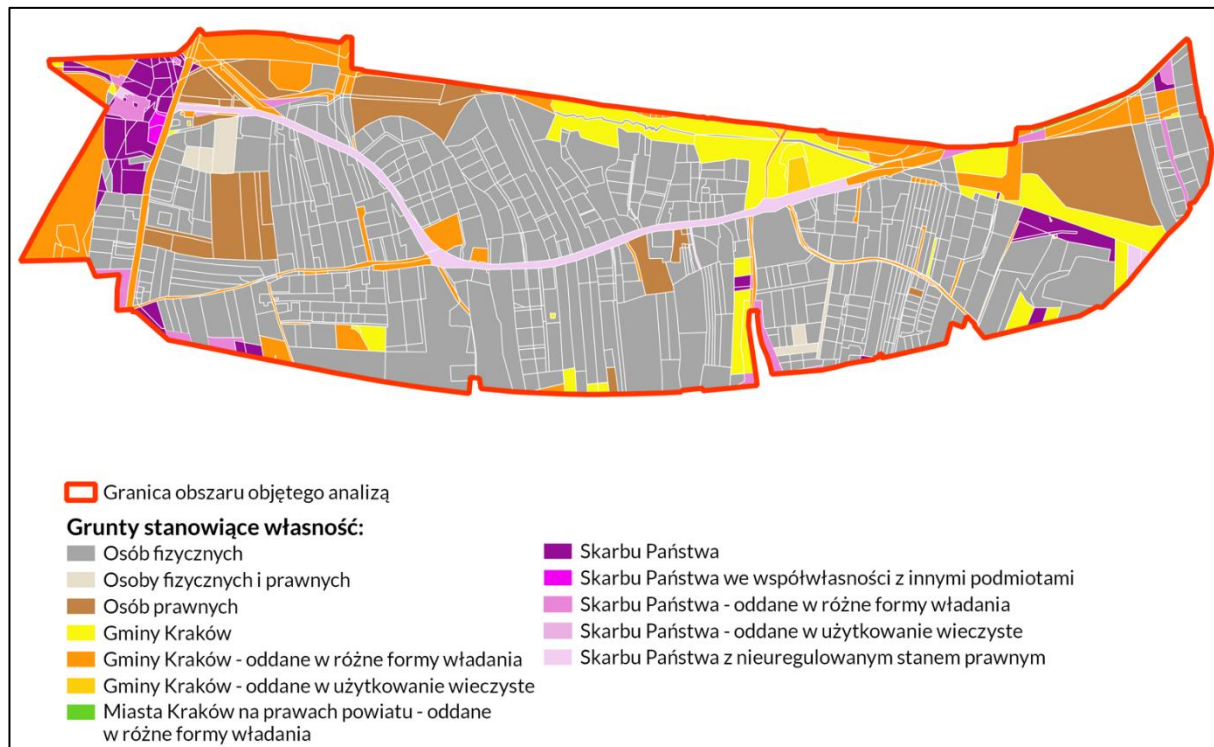 Granica obszaru objętego analizą
Grunty stanowiące własność:
Osób fizycznych
Osoby fizycznych i prawnych
Osób prawnych
Gminy Kraków
Gminy Kraków - oddane w różne formy władania
Gminy Kraków - oddane w użytkowanie wieczyste
Miasta Kraków na prawach powiatu - oddane
w różne formy władania
Skarbu Państwa
Skarbu Państwa we współwłasności z innymi podmiotami
Skarbu Państwa - oddane w różne formy władania
Skarbu Państwa - oddane w użytkowanie wieczyste
Skarbu Państwa z nieuregulowanym stanem prawnym